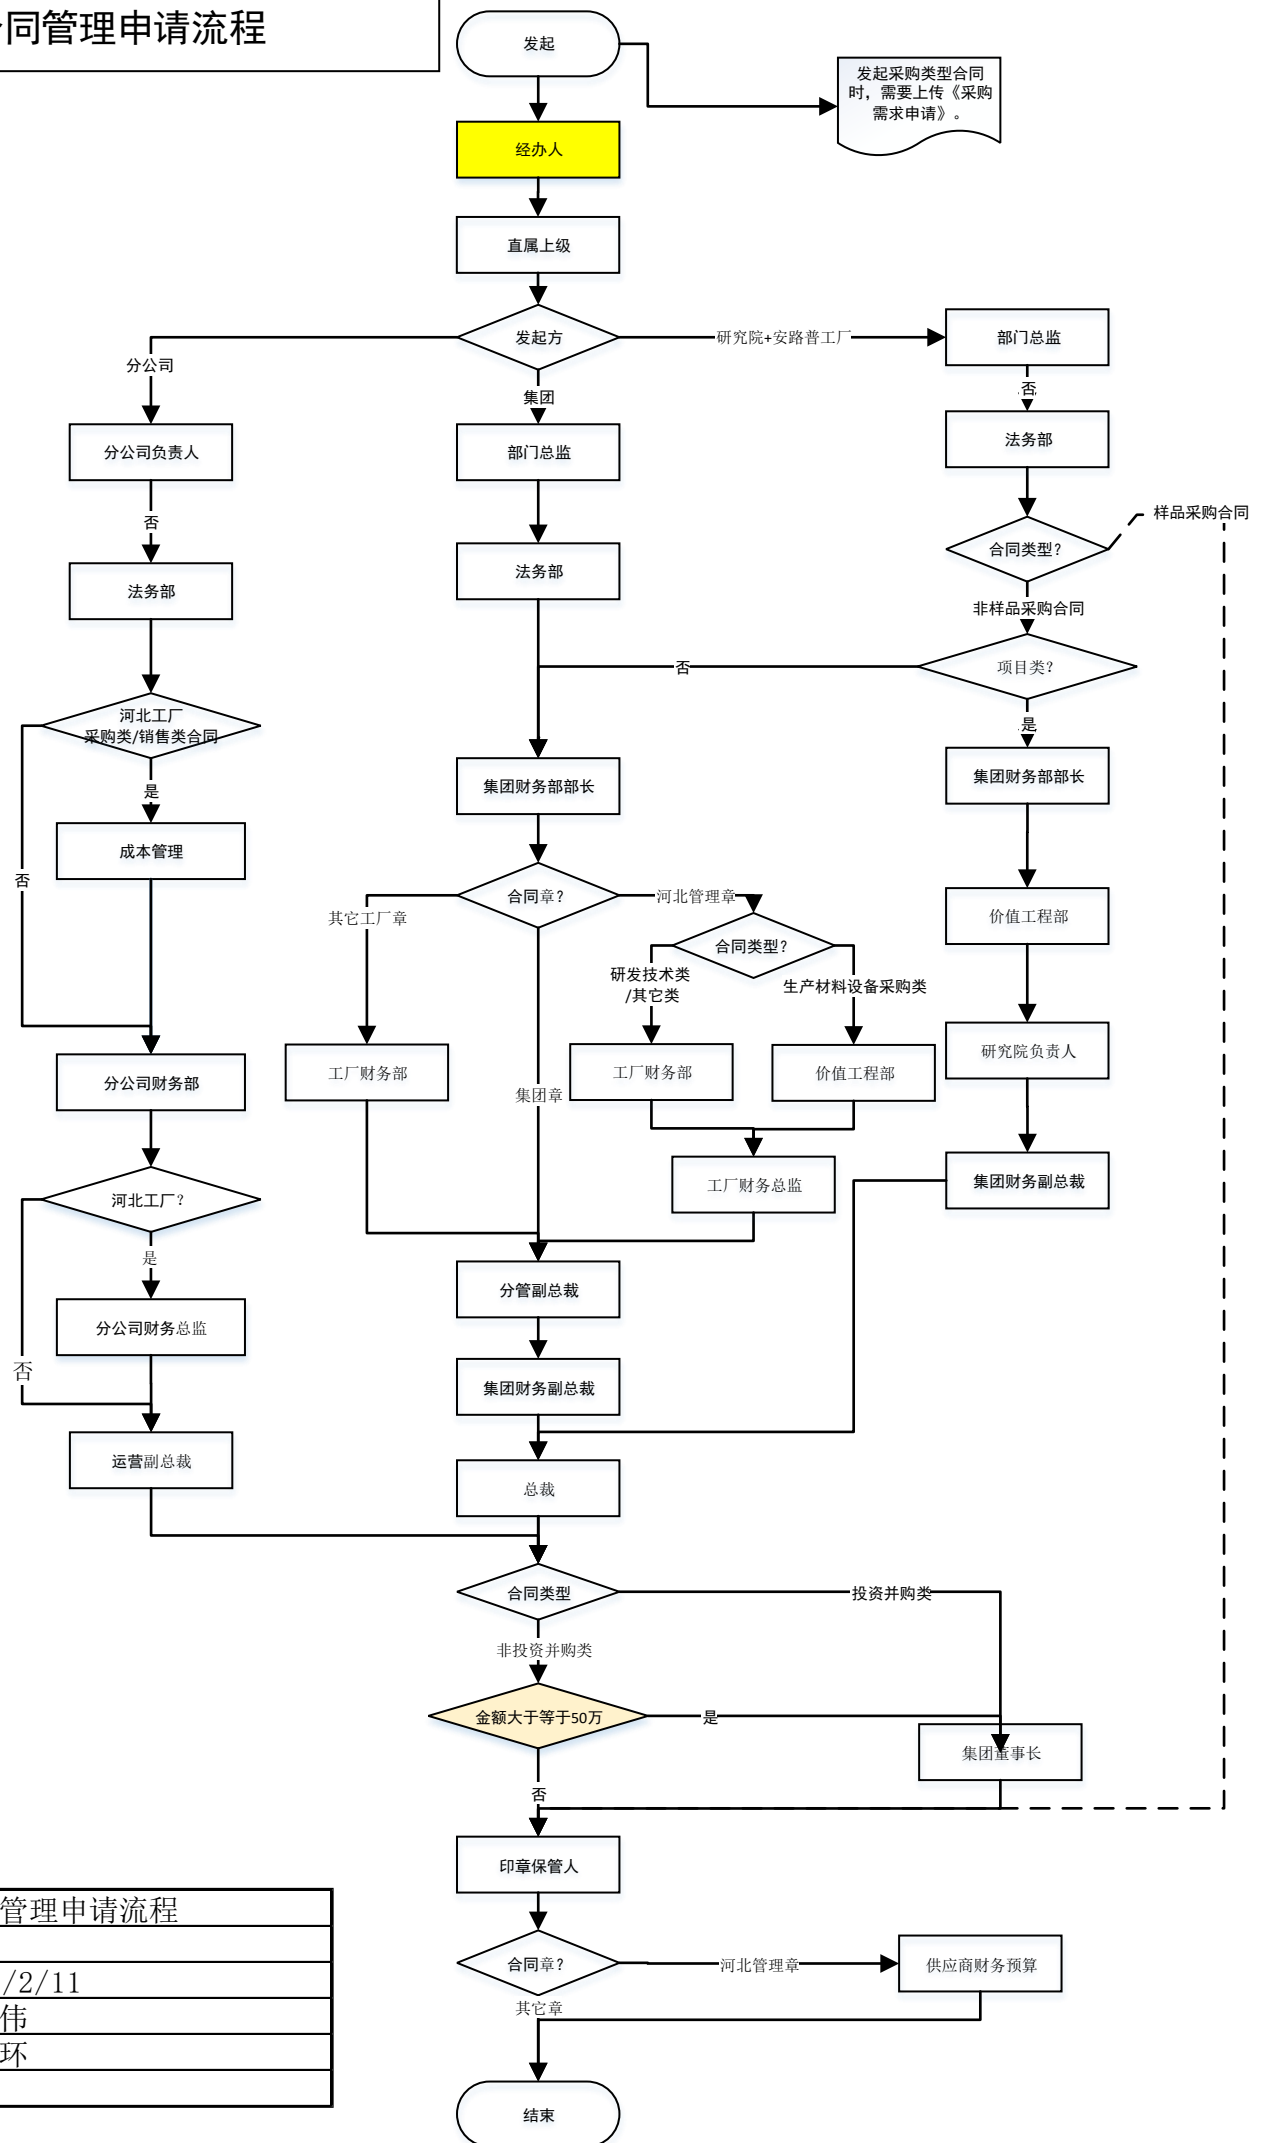 合同管理申请流程
发起
发起采购类型合同
时，需要上传《采购
需求申请》。
经办人
直属上级
发起方
研究院+安路普工厂
部门总监
分公司
集团
否
分公司负责人
部门总监
法务部
样品采购合同
否
合同类型？
法务部
法务部
非样品采购合同
否
项目类？
河北工厂
采购类/销售类合同
是
是
集团财务部部长
集团财务部部长
成本管理
否
合同章？
河北管理章
其它工厂章
价值工程部
合同类型？
研发技术类
/其它类
生产材料设备采购类
研究院负责人
分公司财务部
工厂财务部
工厂财务部
价值工程部
集团章
工厂财务总监
集团财务副总裁
河北工厂？
是
分管副总裁
分公司财务总监
否
集团财务副总裁
运营副总裁
总裁
合同类型
投资并购类
非投资并购类
金额大于等于50万
是
集团董事长
否
印章保管人
合同章？
河北管理章
供应商财务预算
其它章
结束
管理申请流程
/2/11
伟
环